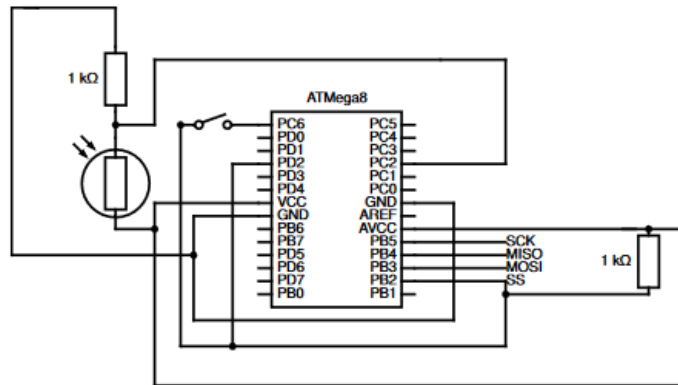 ATMega8
1 kΩ
PC6 PC5
PD0 PC4
PD1 PC3
PD2 PC2
PD3 PC1
PD4 PC0
VCC GND
GND AREF
PB6 AVCC
PB7 PB5 SCK
PD5 PB4 MISO
PD6 PB3 MOSI
PD7 PB2 SS
PB0 PB1
1 kΩ